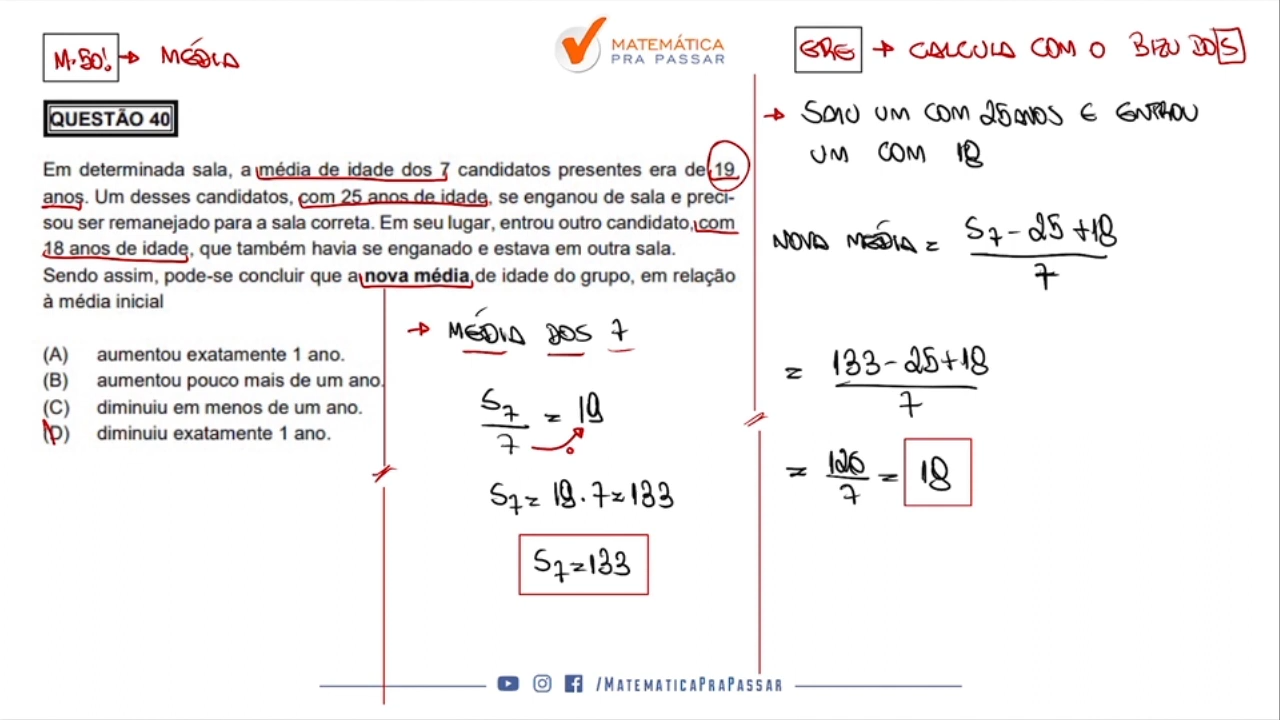 M.50! → MÉDIA
MATEMÁTICA
PRA PASSAR
GRG → CALCULA COM O BIZU DO S
QUESTÃO 40
Em determinada sala, a média de idade dos 7 candidatos presentes era de 19
anos. Um desses candidatos, com 25 anos de idade, se enganou de sala e preci-
sou ser remanejado para a sala correta. Em seu lugar, entrou outro candidato, com
18 anos de idade, que também havia se enganado e estava em outra sala.
Sendo assim, pode-se concluir que a nova média de idade do grupo, em relação
à média inicial
(A) aumentou exatamente 1 ano.
(B) aumentou pouco mais de um ano.
(C) diminuiu em menos de um ano.
(D) diminuiu exatamente 1 ano.
→ MÉDIA DOS 7
S7/7 = 19
S7 = 19.7 = 133
S7 = 133
→ SAIU UM COM 25 ANOS E ENTROU
UM COM 18
NOVA MÉDIA = S7 - 25 + 18 / 7
= 133 - 25 + 18 / 7
= 126/7 = 18
/MATEMATICAPRAPASSAR